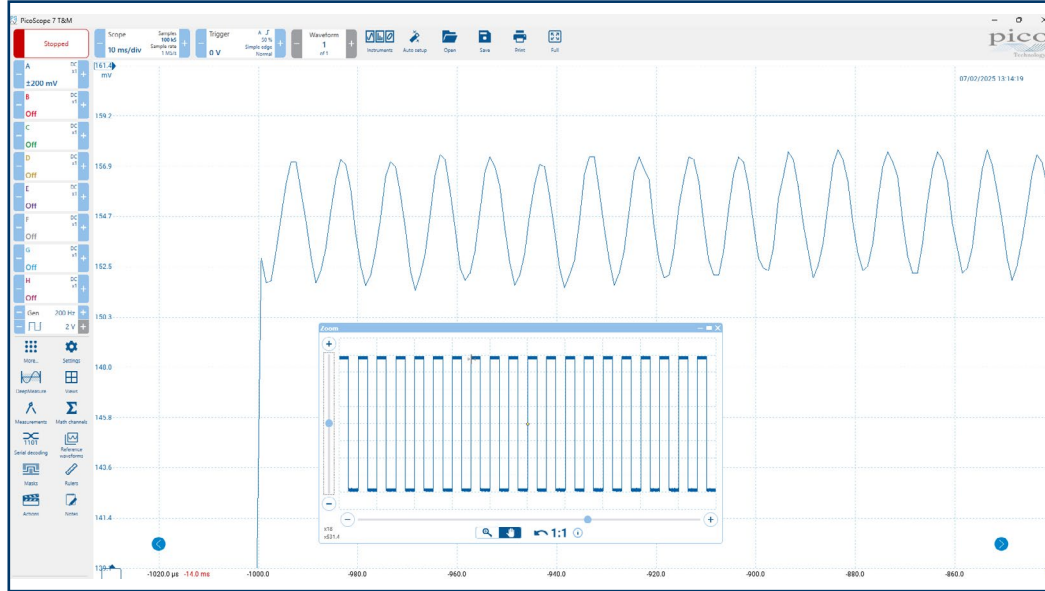 PicoScope 7 T&M
Stopped
Scope
10 ms/div
Samples
100 kS
Sample rate
1 MS/s
Trigger
0 V
A
50 %
Simple edge
Normal
Waveform
1
of 1
Instruments
Auto setup
Open
Save
Print
Full
pico
Technology
07/02/2025 13:14:19
A DC
x1
±200 mV
B DC
x1
Off
C DC
x1
Off
D DC
x1
Off
E DC
x1
Off
F DC
x1
Off
G DC
x1
Off
H DC
x1
Off
Gen 200 Hz
2 V
More...
Settings
DeepMeasure
Views
Measurements
Math channels
Serial decoding
Reference waveforms
Masks
Rulers
Actions
Notes
161.4
mV
159.2
156.9
154.7
152.5
150.3
148.0
145.8
143.6
141.4
Zoom
x16
x631.4
1:1
-1020.0 µs -14.0 ms -1000.0 -980.0 -960.0 -940.0 -920.0 -900.0 -880.0 -860.0